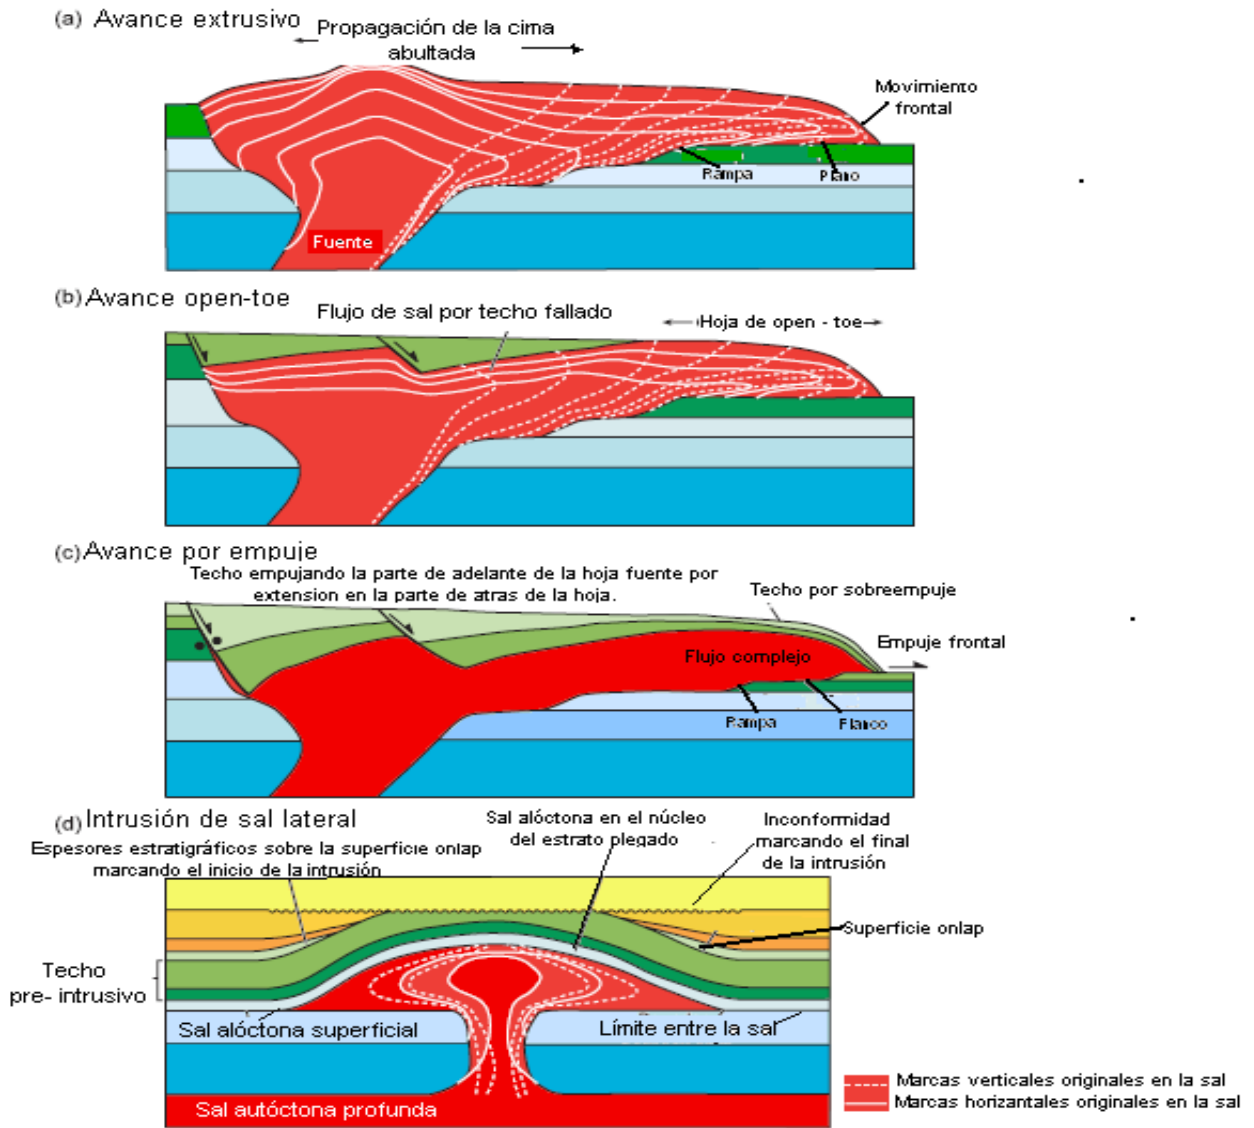 (a) Avance extrusivo
Propagación de la cima
abultada
Movimiento
frontal
Rampa
Plano
Fuente
(b) Avance open-toe
Flujo de sal por techo fallado
Hoja de open - toe
(c) Avance por empuje
Techo empujando la parte de adelante de la hoja fuente por
extension en la parte de atras de la hoja.
Techo por sobreempuje
Empuje frontal
Flujo complejo
Rampa
Planco
(d) Intrusión de sal lateral
Espesores estratigráficos sobre la superficie onlap
marcando el inicio de la intrusión
Sal alóctona en el núcleo
del estrato plegado
Inconformidad
marcando el final
de la intrusión
Superficie onlap
Techo
pre- intrusivo
Sal alóctona superficial
Límite entre la sal
Sal autóctona profunda
Marcas verticales originales en la sal
Marcas horizantales originales en la sal